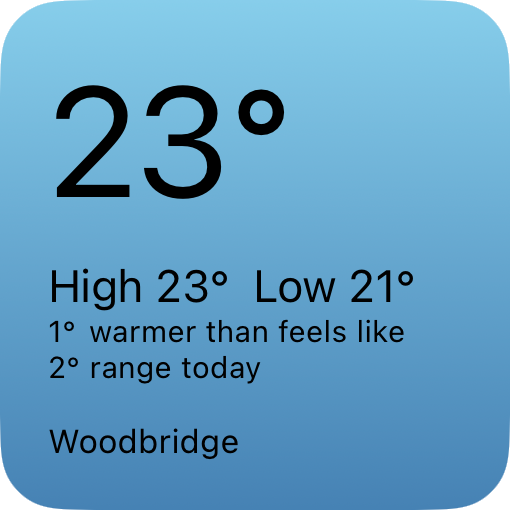 23°
High 23° Low 21°
1° warmer than feels like
2° range today
Woodbridge